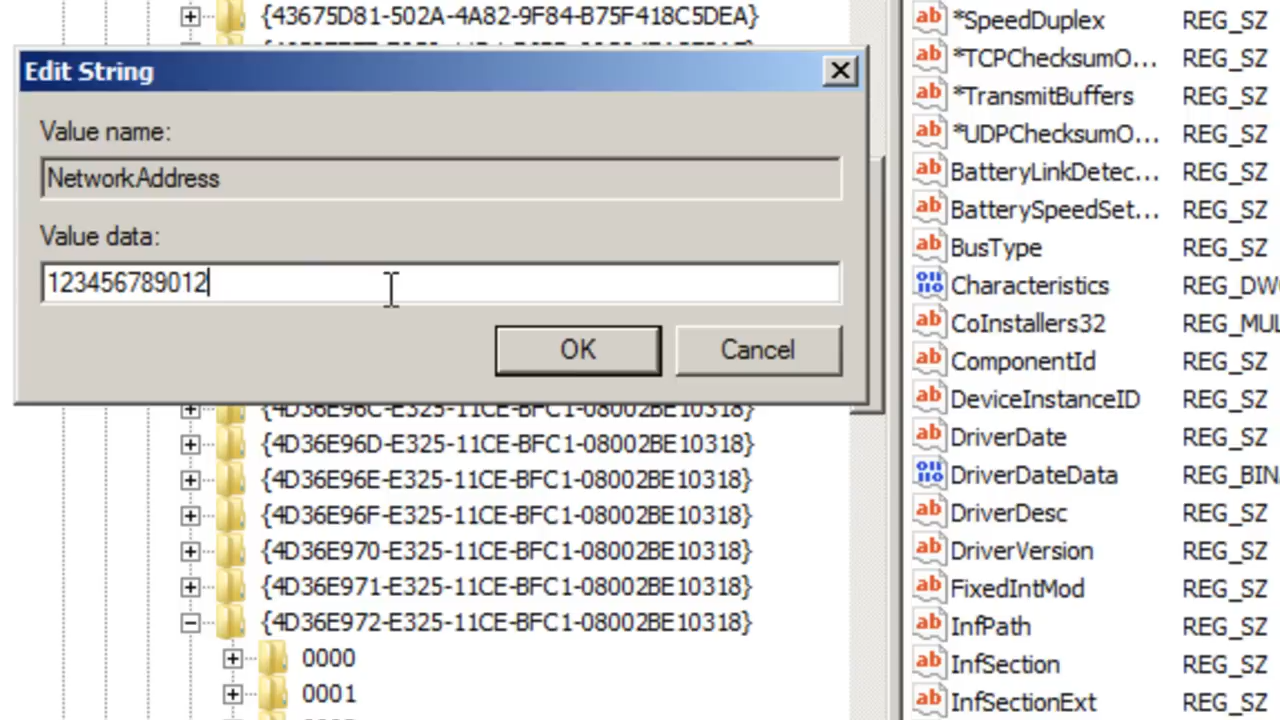 {43675D81-502A-4A82-9F84-B75F418C5DEA}
Edit String
Value name:
NetworkAddress
Value data:
123456789012
OK
Cancel
{4D36E96C-E325-11CE-BFC1-08002BE10318}
{4D36E96D-E325-11CE-BFC1-08002BE10318}
{4D36E96E-E325-11CE-BFC1-08002BE10318}
{4D36E96F-E325-11CE-BFC1-08002BE10318}
{4D36E970-E325-11CE-BFC1-08002BE10318}
{4D36E971-E325-11CE-BFC1-08002BE10318}
{4D36E972-E325-11CE-BFC1-08002BE10318}
0000
0001
*SpeedDuplex REG_SZ
*TCPChecksumO... REG_SZ
*TransmitBuffers REG_SZ
*UDPChecksumO... REG_SZ
BatteryLinkDetec... REG_SZ
BatterySpeedSet... REG_SZ
BusType REG_SZ
Characteristics REG_DWO
CoInstallers32 REG_MUL
ComponentId REG_SZ
DeviceInstanceID REG_SZ
DriverDate REG_SZ
DriverDateData REG_BINA
DriverDesc REG_SZ
DriverVersion REG_SZ
FixedIntMod REG_SZ
InfPath REG_SZ
InfSection REG_SZ
InfSectionExt REG_SZ